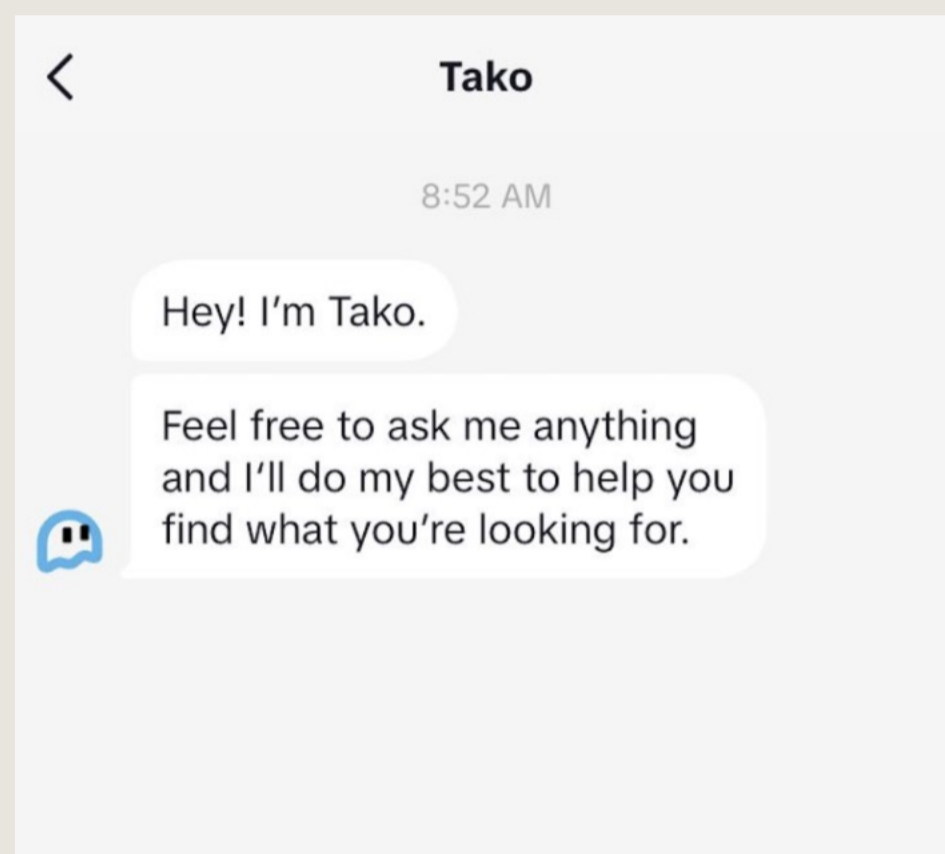 Tako
8:52 AM
Hey! I’m Tako.
Feel free to ask me anything
and I‘ll do my best to help you
find what you’re looking for.